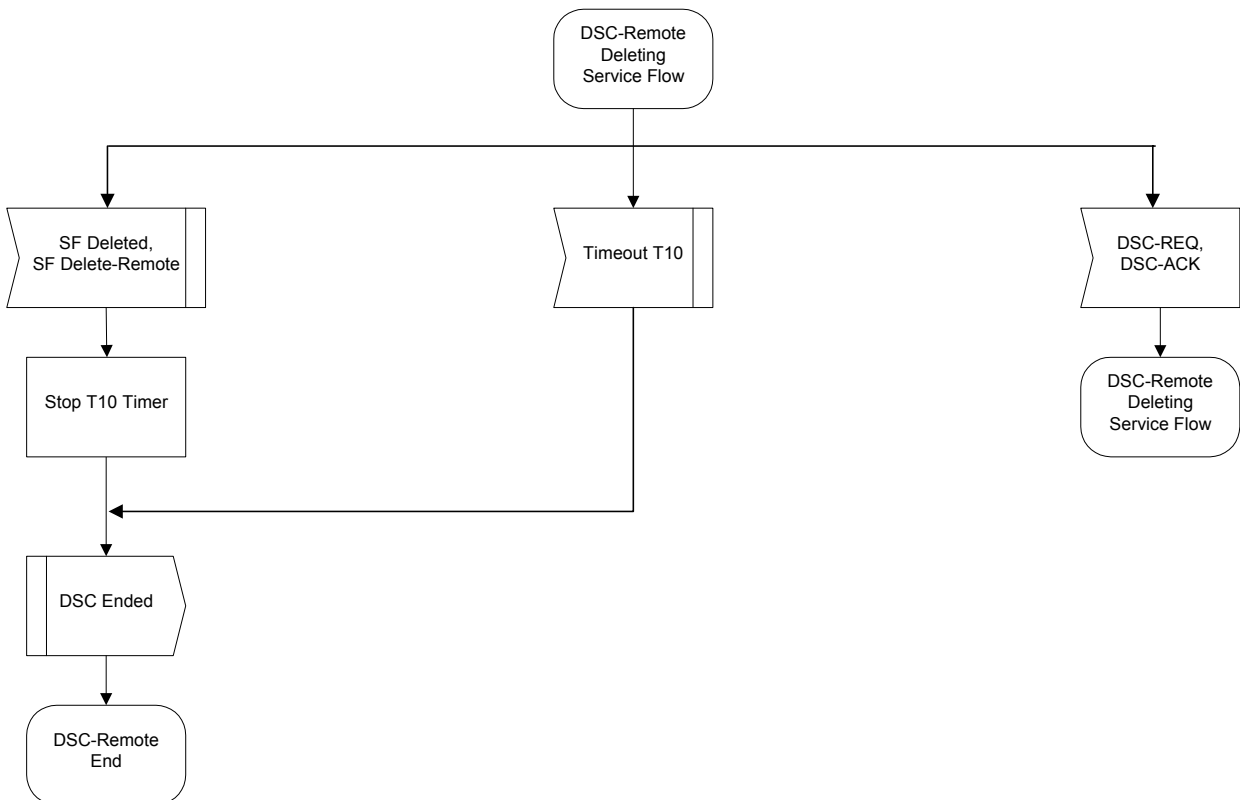 DSC-Remote
Deleting
Service Flow
SF Deleted,
SF Delete-Remote
Timeout T10
DSC-REQ,
DSC-ACK
Stop T10 Timer
DSC-Remote
Deleting
Service Flow
DSC Ended
DSC-Remote
End